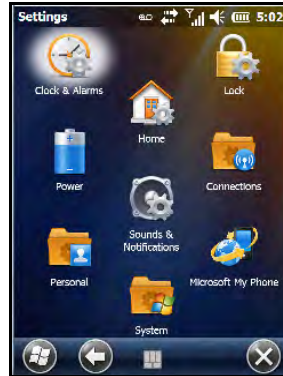 Settings 5:02
Clock & Alarms
Lock
Home
Power
Connections
Sounds &
Notifications
Personal
Microsoft My Phone
System